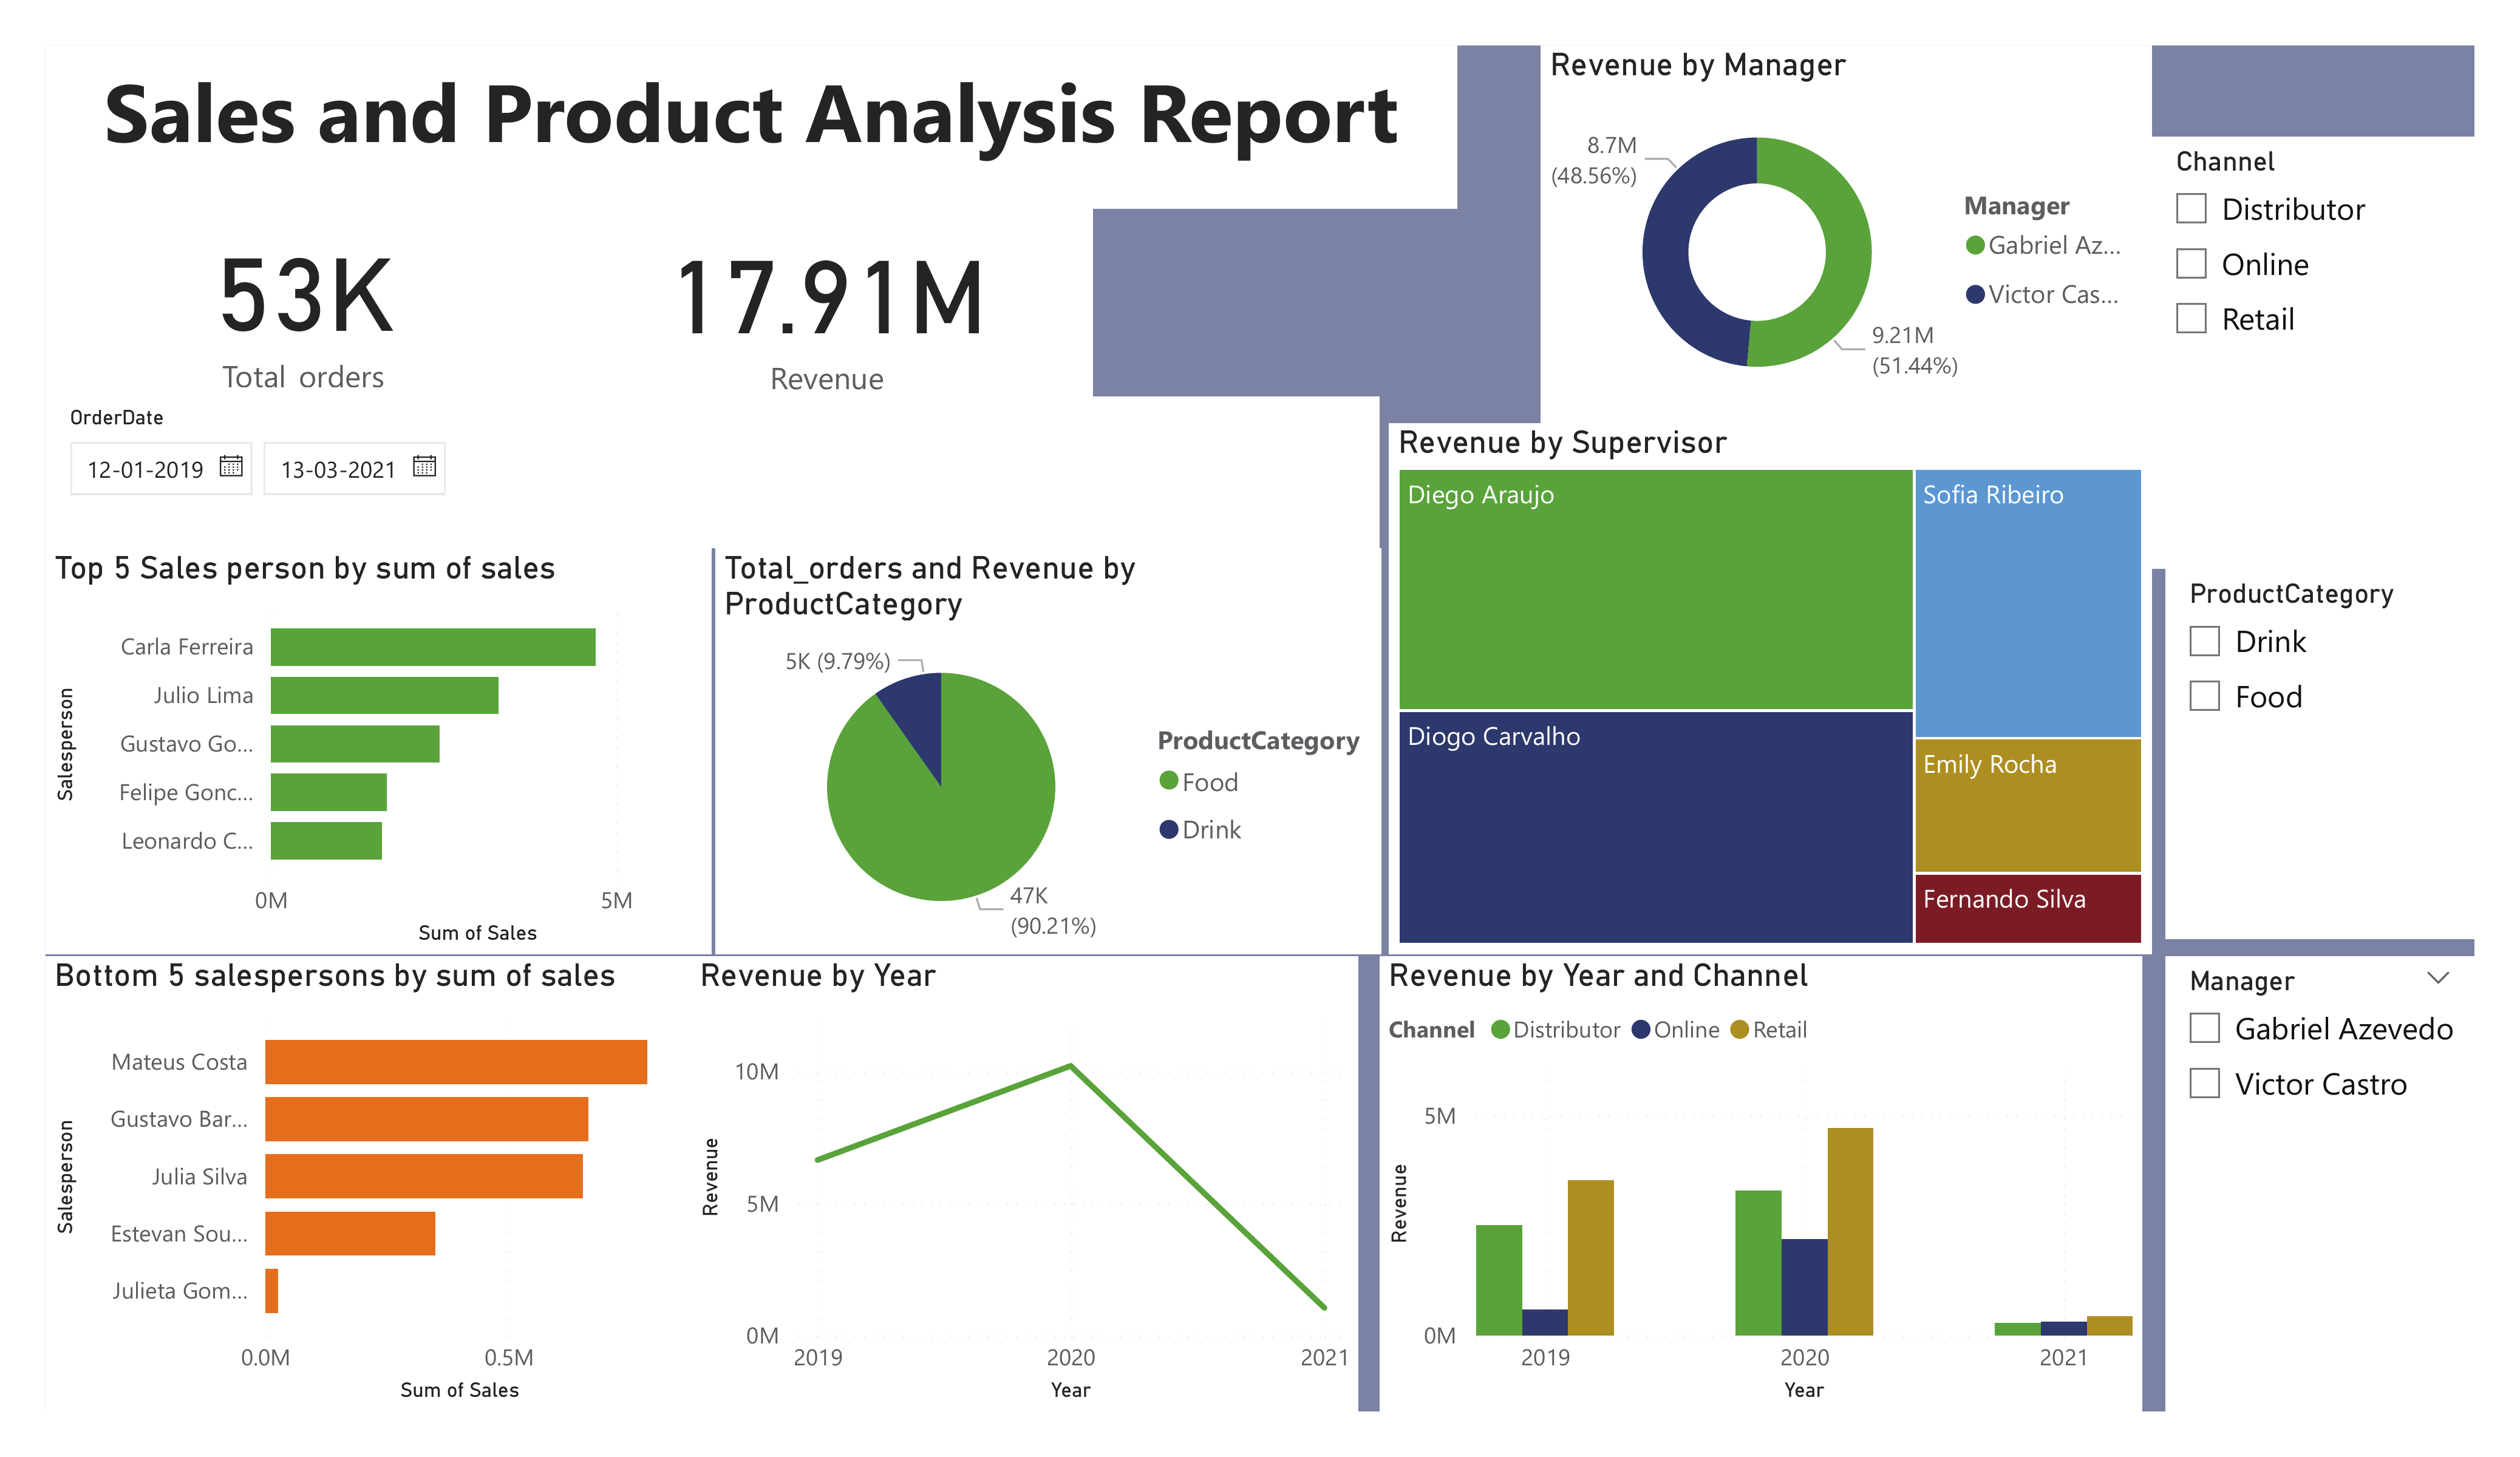 Sales and Product Analysis Report
53K
Total orders
17.91M
Revenue
OrderDate
12-01-2019
13-03-2021
Revenue by Manager
8.7M
(48.56%)
9.21M
(51.44%)
Manager
Gabriel Az...
Victor Cas...
Channel
Distributor
Online
Retail
Revenue by Supervisor
Diego Araujo
Sofia Ribeiro
Diogo Carvalho
Emily Rocha
Fernando Silva
ProductCategory
Drink
Food
Top 5 Sales person by sum of sales
Salesperson
Carla Ferreira
Julio Lima
Gustavo Go...
Felipe Gonc...
Leonardo C...
0M
5M
Sum of Sales
Total_orders and Revenue by
ProductCategory
5K (9.79%)
47K
(90.21%)
ProductCategory
Food
Drink
Bottom 5 salespersons by sum of sales
Salesperson
Mateus Costa
Gustavo Bar...
Julia Silva
Estevan Sou...
Julieta Gom...
0.0M
0.5M
Sum of Sales
Revenue by Year
Revenue
10M
5M
0M
2019
2020
2021
Year
Revenue by Year and Channel
Channel
Distributor
Online
Retail
Revenue
5M
0M
2019
2020
2021
Year
Manager
Gabriel Azevedo
Victor Castro